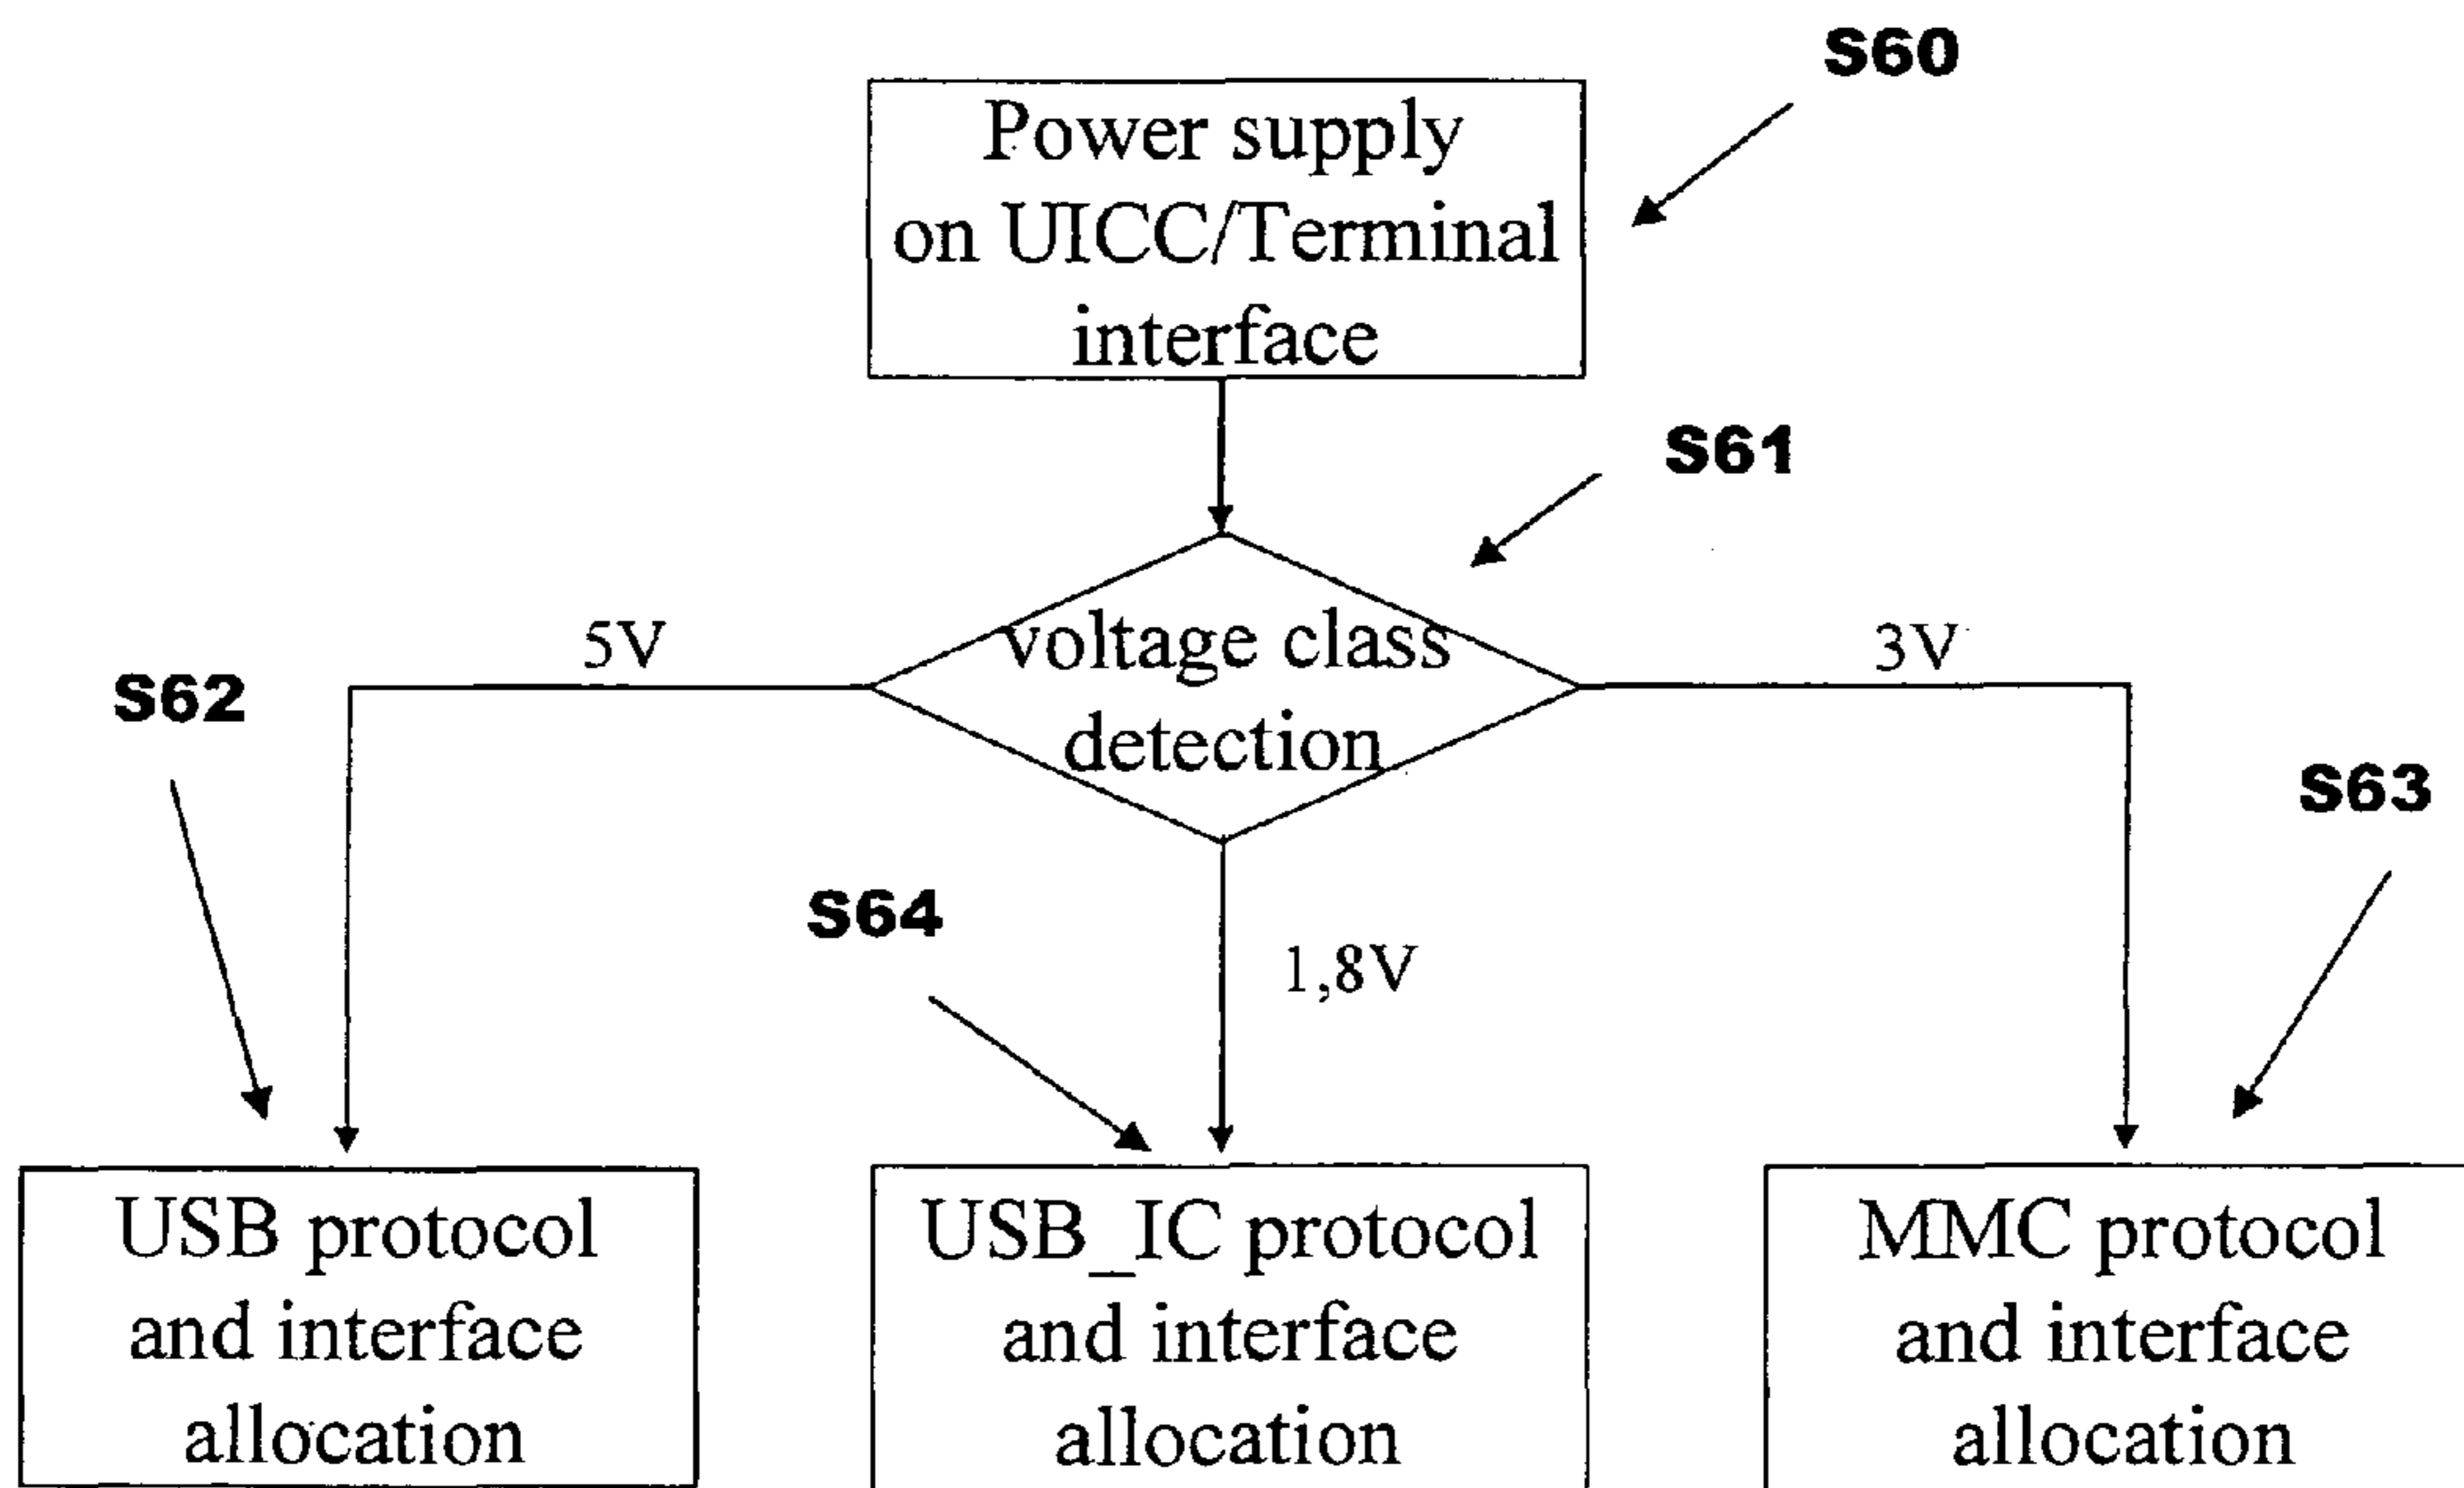 S60
Power supply
on UICC/Terminal
interface
S61
voltage class
detection
5V
3V
S62
S63
S64
1,8V
USB protocol
and interface
allocation
USB_IC protocol
and interface
allocation
MMC protocol
and interface
allocation